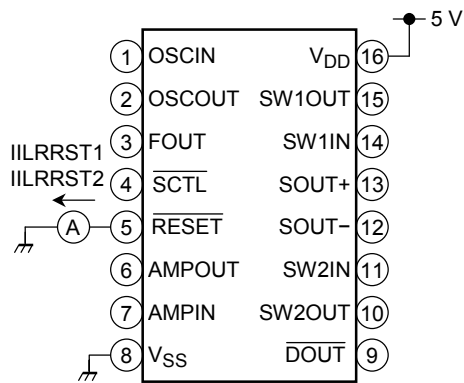 5 V
1 OSCIN
VDD 16
2 OSCOUT
SW1OUT 15
3 FOUT
SW1IN 14
IILRRST1
IILRRST2
4 SCTL
SOUT+ 13
A
5 RESET
SOUT− 12
6 AMPOUT
SW2IN 11
7 AMPIN
SW2OUT 10
8 VSS
DOUT 9